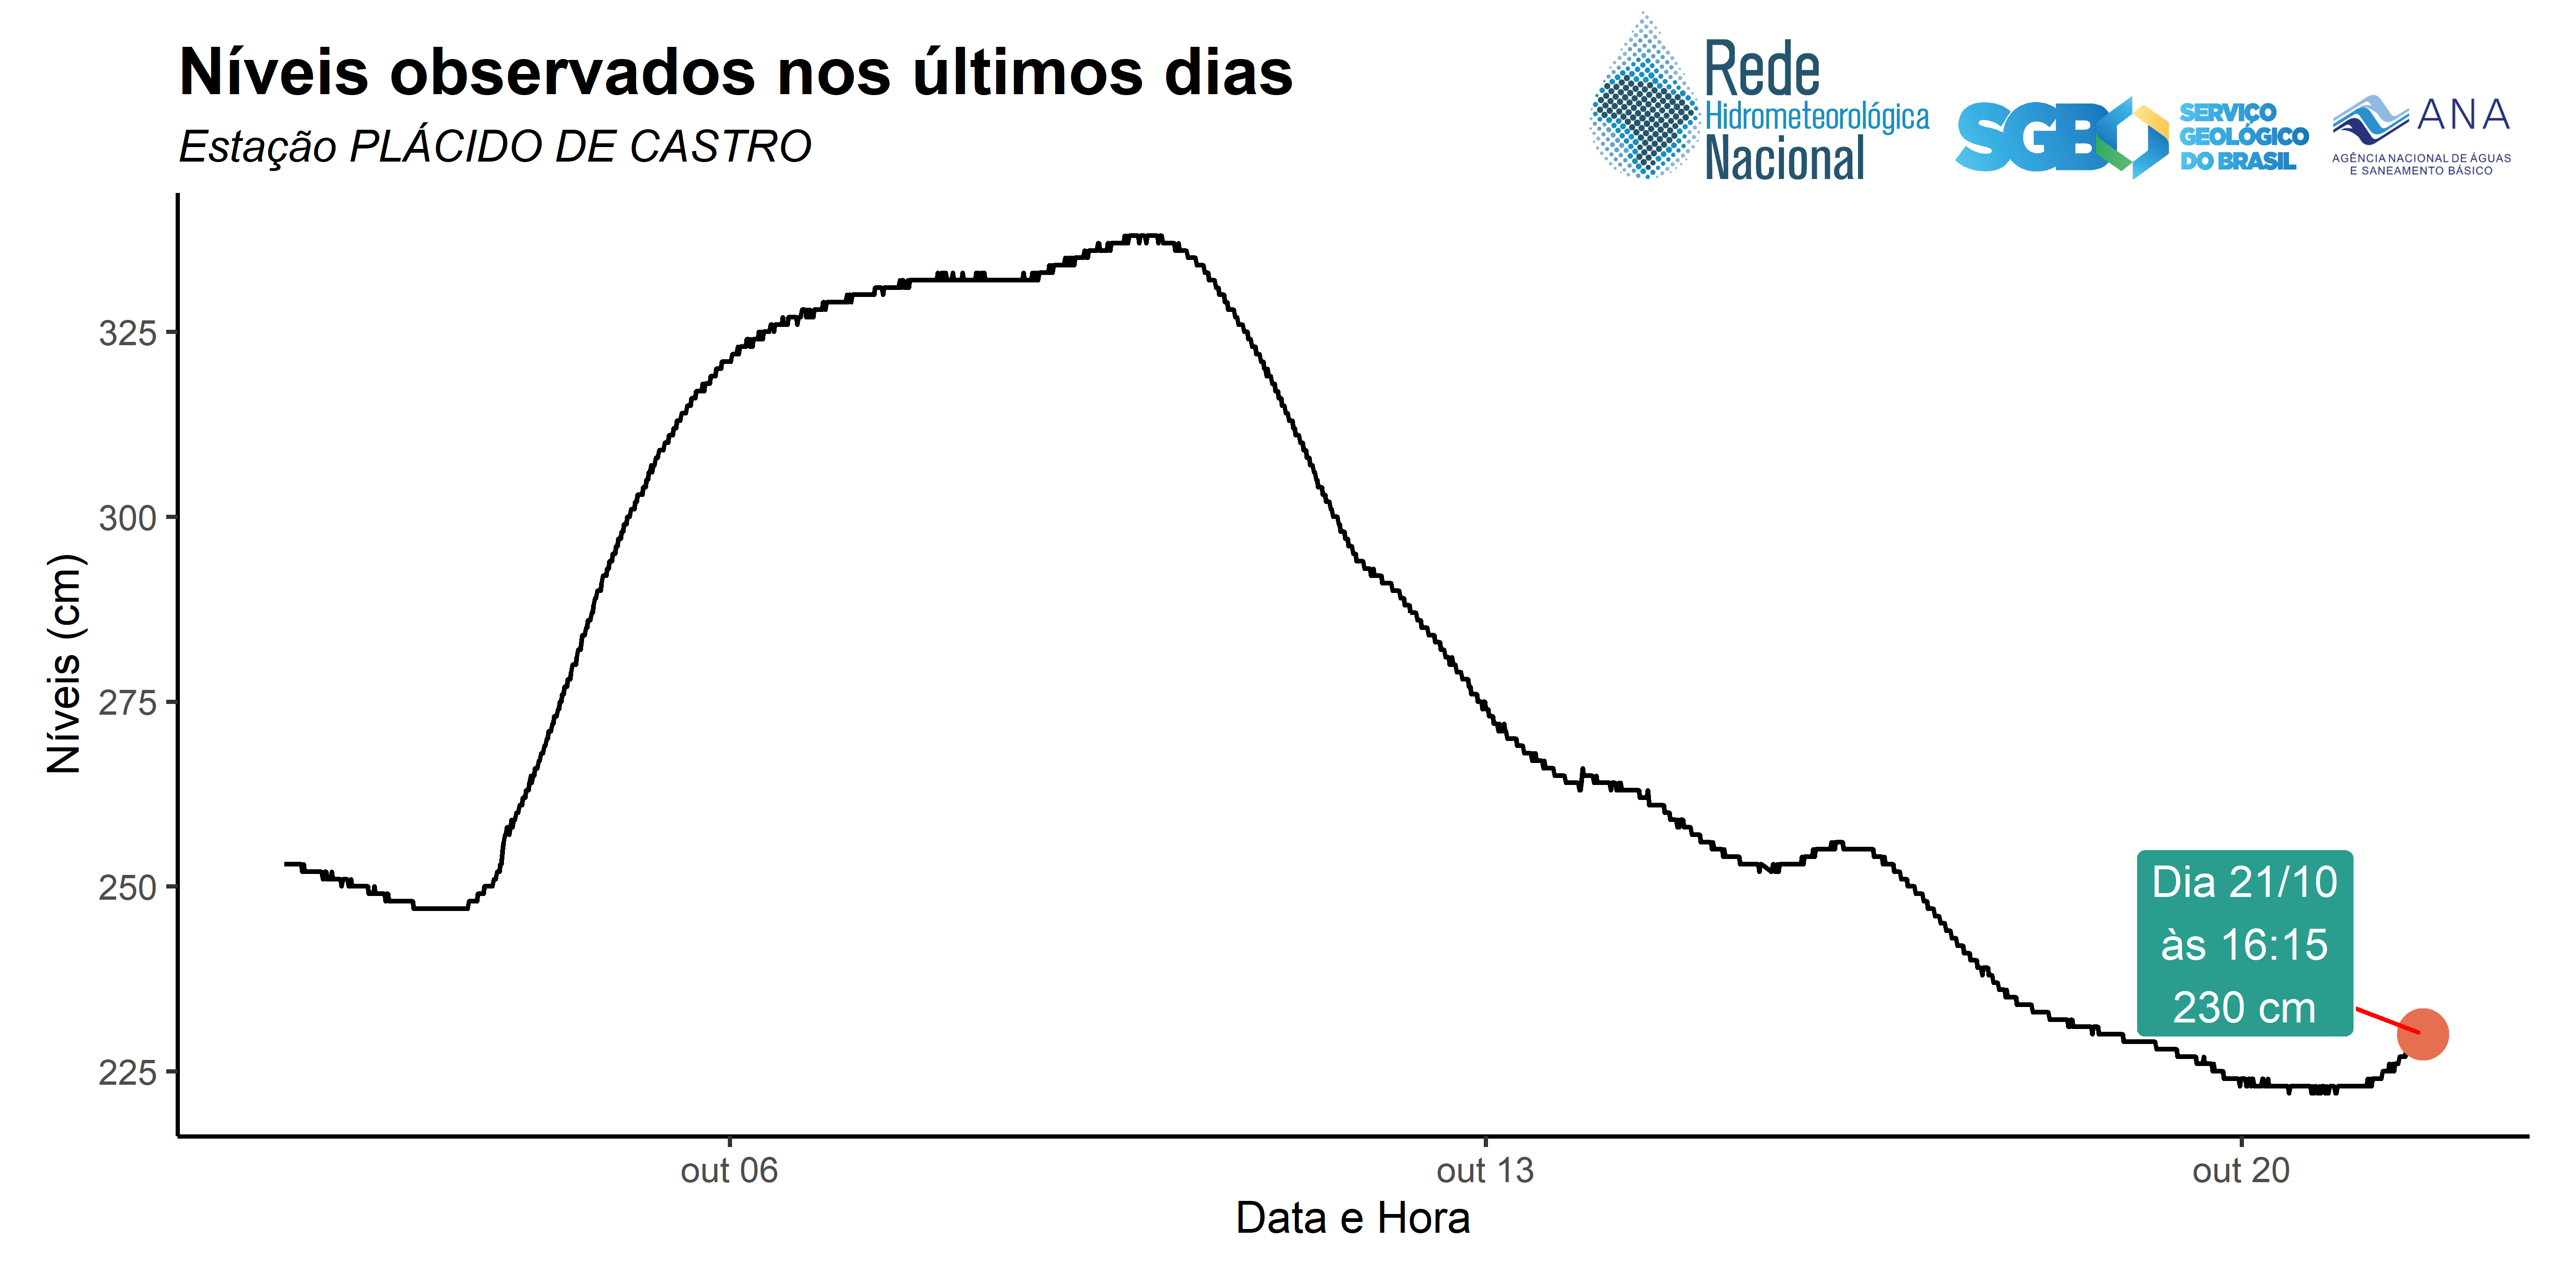 Níveis observados nos últimos dias
Estação PLÁCIDO DE CASTRO
Rede
Hidrometeorológica
Nacional
SGB
SERVIÇO
GEOLÓGICO
DO BRASIL
ANA
AGÊNCIA NACIONAL DE ÁGUAS
E SANEAMENTO BÁSICO
Níveis (cm)
325
300
275
250
225
Dia 21/10
às 16:15
230 cm
out 06
out 13
out 20
Data e Hora